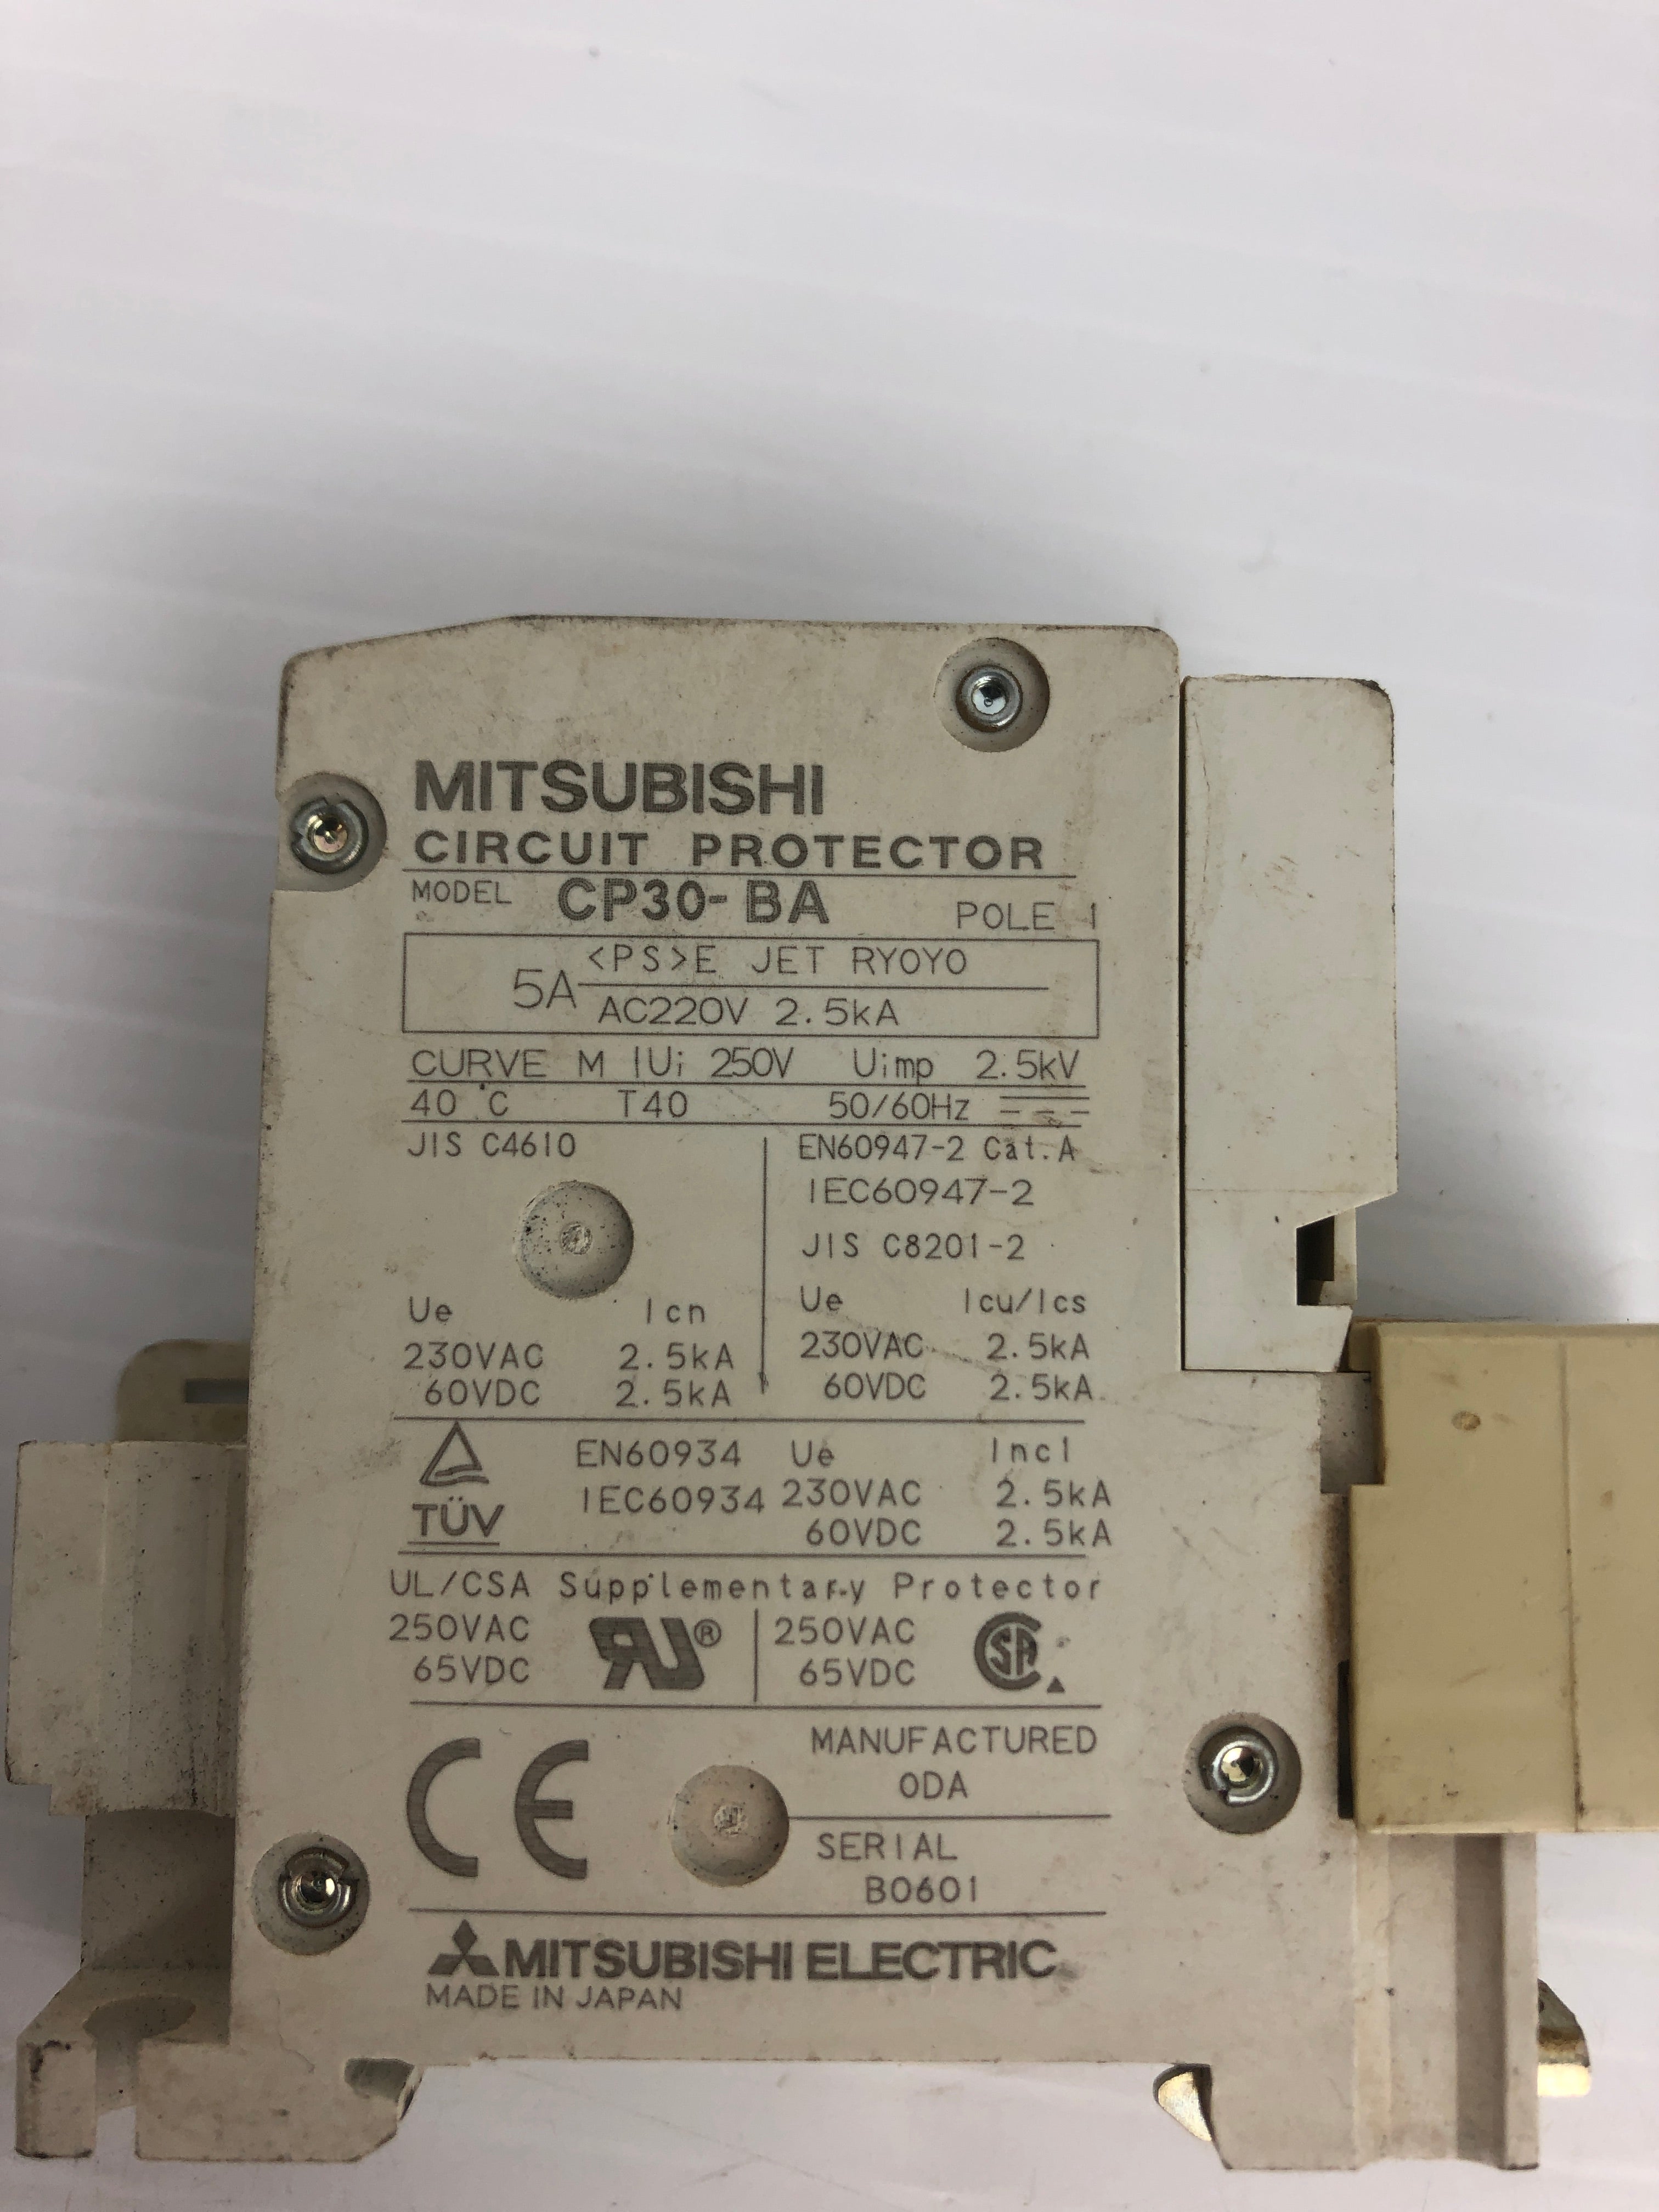 MITSUBISHI
CIRCUIT PROTECTOR
MODEL CP30-BA POLE 1
5A <PS>E JET RYOYO
AC220V 2.5kA
CURVE M Ui 250V Uimp 2.5kV
40°C T40 50/60Hz
JIS C4610
EN60947-2 Cat.A
IEC60947-2
JIS C8201-2
Ue Icn
230VAC 2.5kA
60VDC 2.5kA
Ue Icu/Ics
230VAC 2.5kA
60VDC 2.5kA
TÜV
EN60934 Ue Inc1
IEC60934 230VAC 2.5kA
60VDC 2.5kA
UL/CSA Supplementary Protector
250VAC RU® 250VAC SA
65VDC 65VDC
CE
MANUFACTURED
ODA
SERIAL
B0601
MITSUBISHI ELECTRIC
MADE IN JAPAN